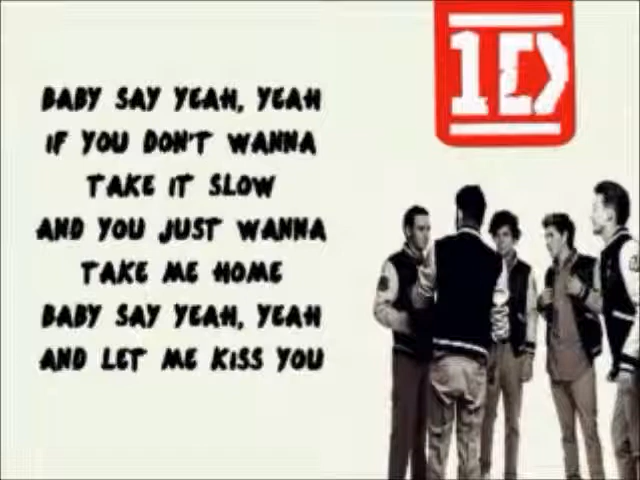 1D
BABY SAY YEAH, YEAH
IF YOU DON'T WANNA
TAKE IT SLOW
AND YOU JUST WANNA
TAKE ME HOME
BABY SAY YEAH, YEAH
AND LET ME KISS YOU